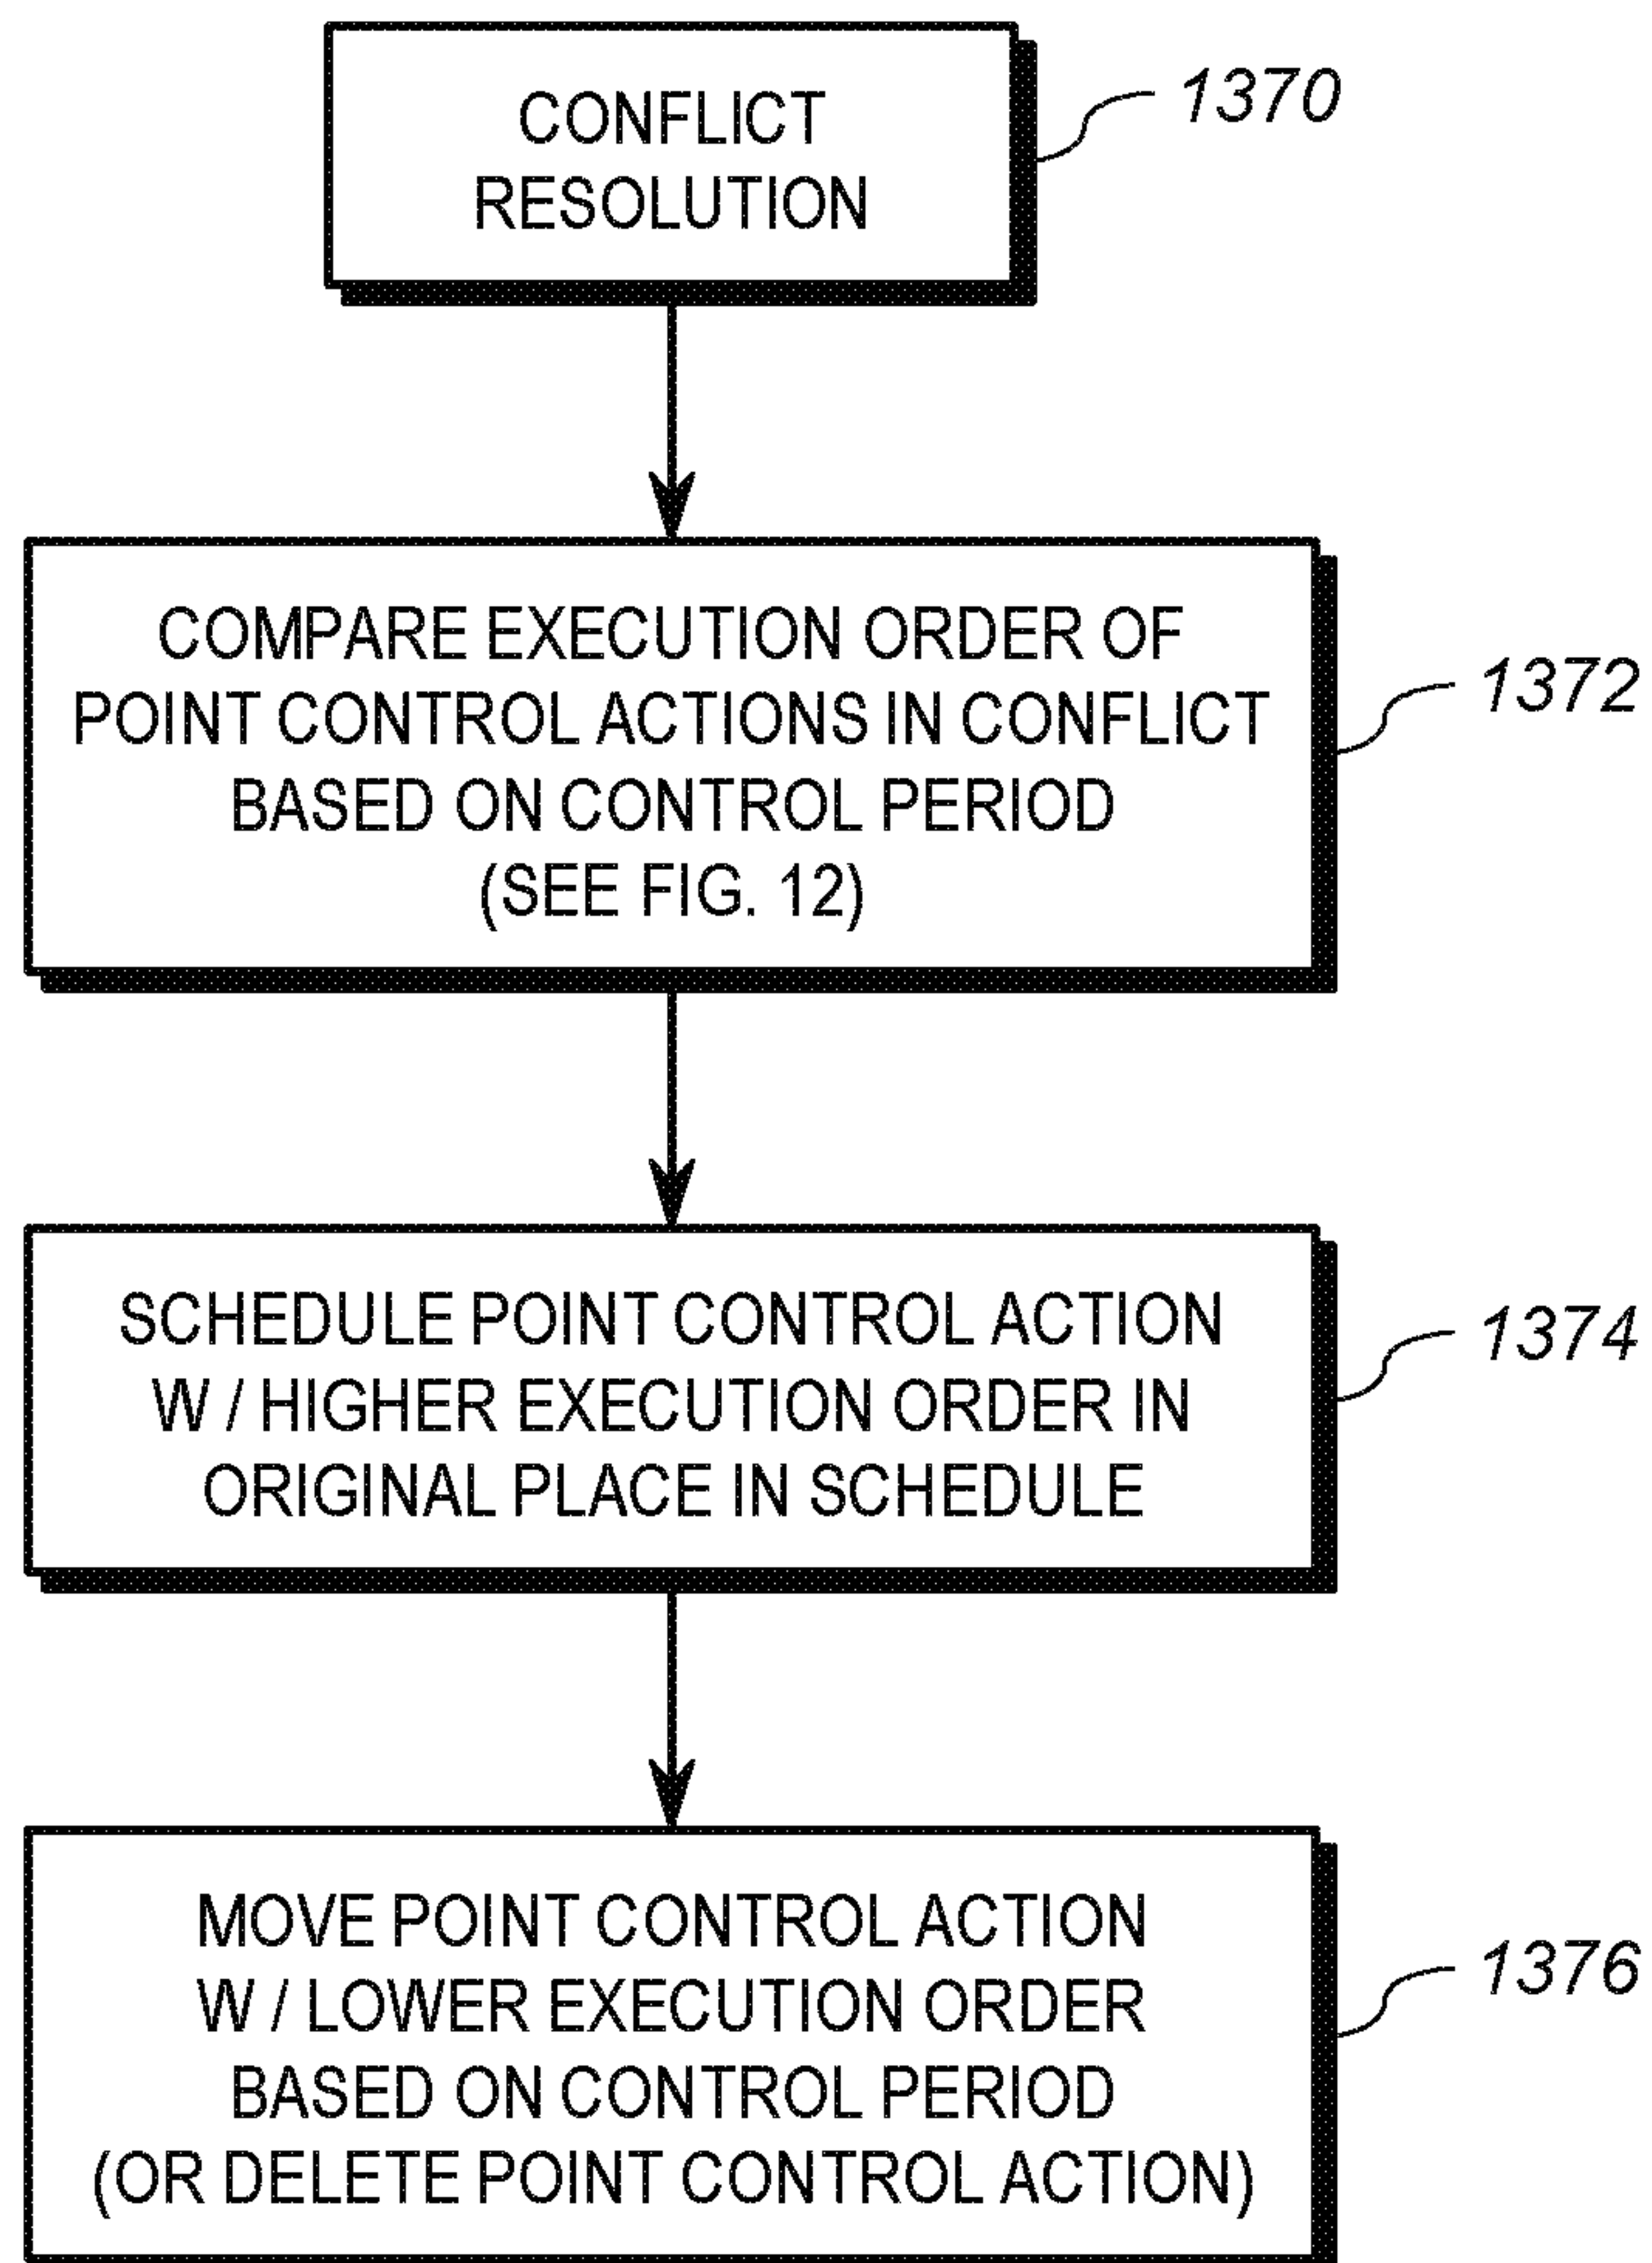 CONFLICT
RESOLUTION
1370
COMPARE EXECUTION ORDER OF
POINT CONTROL ACTIONS IN CONFLICT
BASED ON CONTROL PERIOD
(SEE FIG. 12)
1372
SCHEDULE POINT CONTROL ACTION
W / HIGHER EXECUTION ORDER IN
ORIGINAL PLACE IN SCHEDULE
1374
MOVE POINT CONTROL ACTION
W / LOWER EXECUTION ORDER
BASED ON CONTROL PERIOD
(OR DELETE POINT CONTROL ACTION)
1376